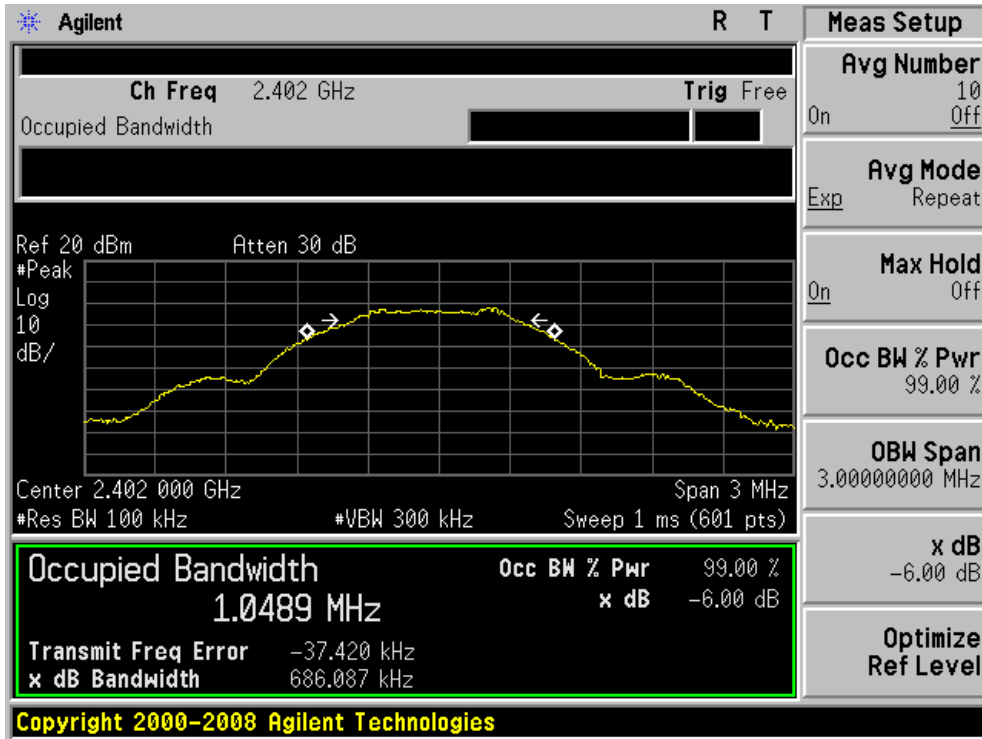 Agilent R T
Ch Freq 2.402 GHz Trig Free
Occupied Bandwidth
Ref 20 dBm Atten 30 dB
#Peak
Log
10
dB/
Center 2.402 000 GHz Span 3 MHz
#Res BW 100 kHz #VBW 300 kHz Sweep 1 ms (601 pts)
Occupied Bandwidth
1.0489 MHz
Occ BW % Pwr 99.00 %
x dB -6.00 dB
Transmit Freq Error -37.420 kHz
x dB Bandwidth 686.087 kHz
Copyright 2000-2008 Agilent Technologies
Meas Setup
Avg Number
10
On Off
Avg Mode
Exp Repeat
Max Hold
On Off
Occ BW % Pwr
99.00 %
OBW Span
3.00000000 MHz
x dB
-6.00 dB
Optimize
Ref Level